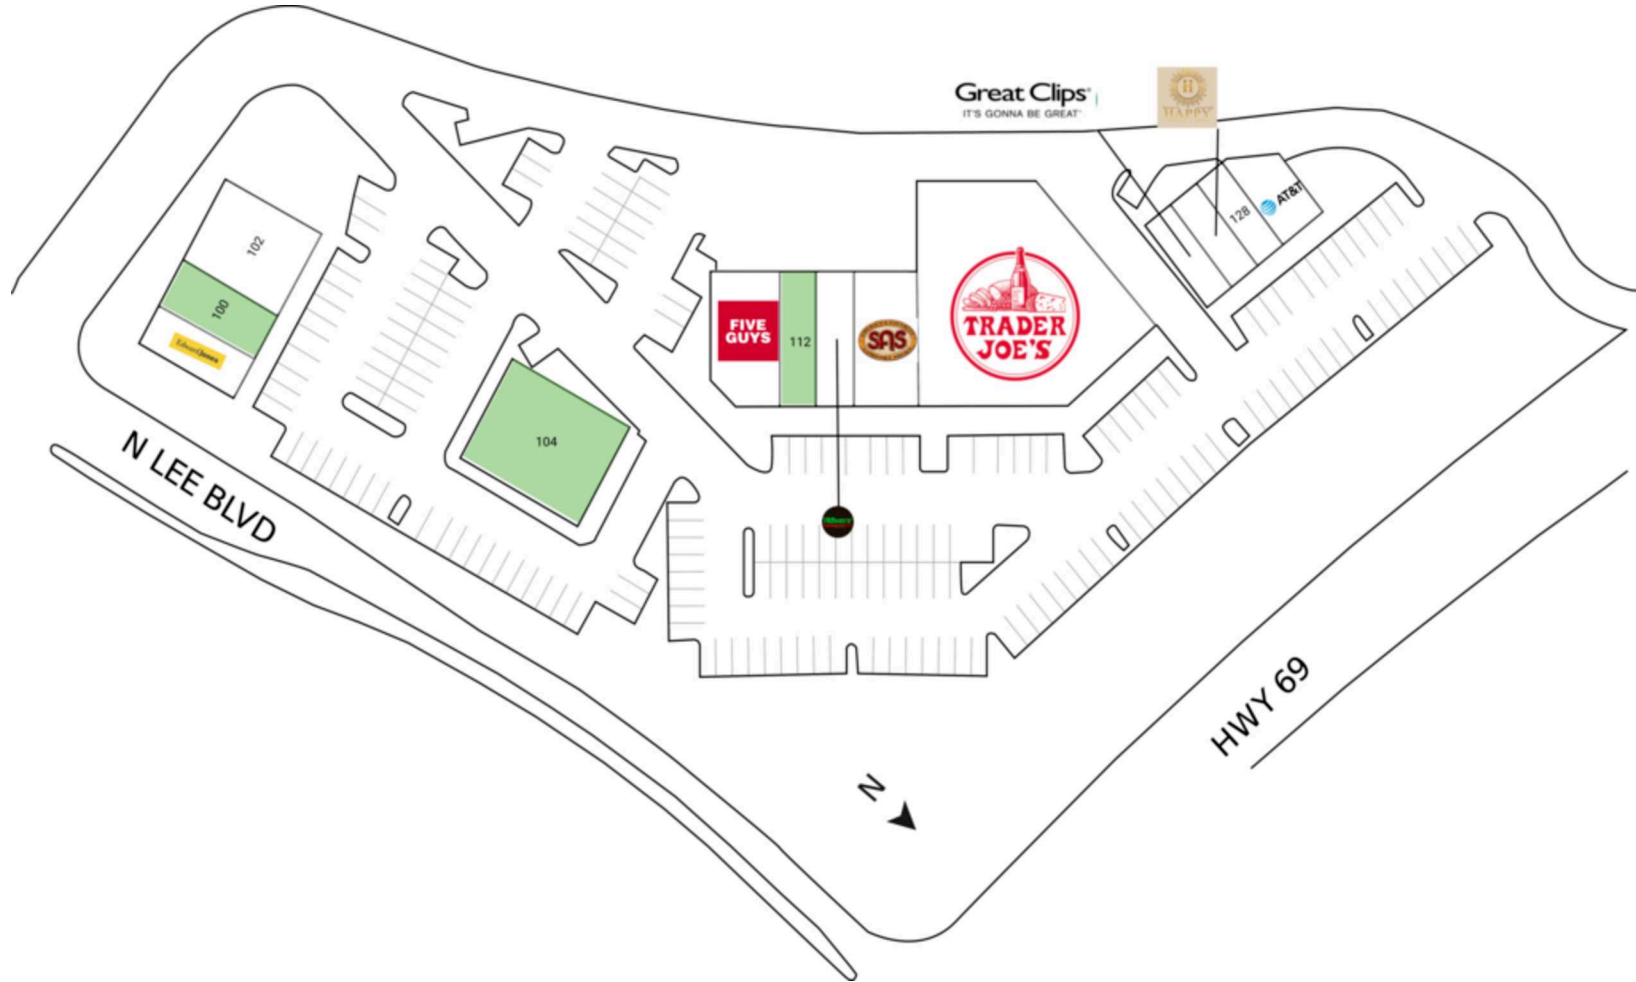 Great Clips®
IT'S GONNA BE GREAT®
H
HAPPY
128
AT&T
102
100
Edward Jones
FIVE
GUYS
112
SAS
TRADER
JOE'S
104
N LEE BLVD
HWY 69
N